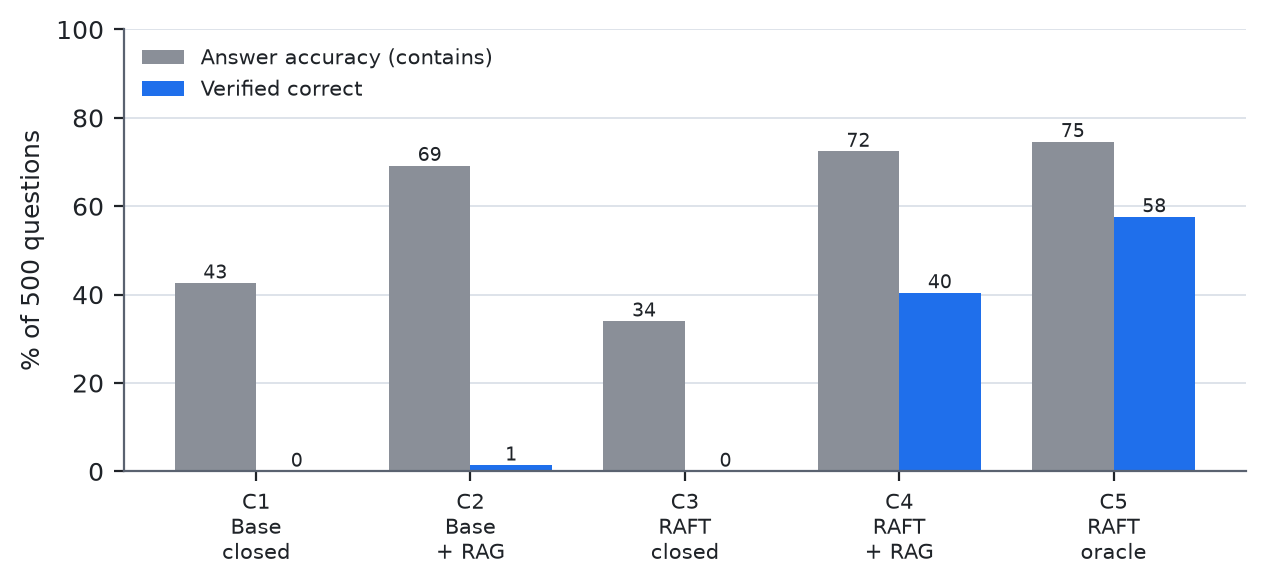 100
80
60
40
20
0
% of 500 questions
Answer accuracy (contains)
Verified correct
43
0
69
1
34
0
72
40
75
58
C1
Base
closed
C2
Base
+ RAG
C3
RAFT
closed
C4
RAFT
+ RAG
C5
RAFT
oracle